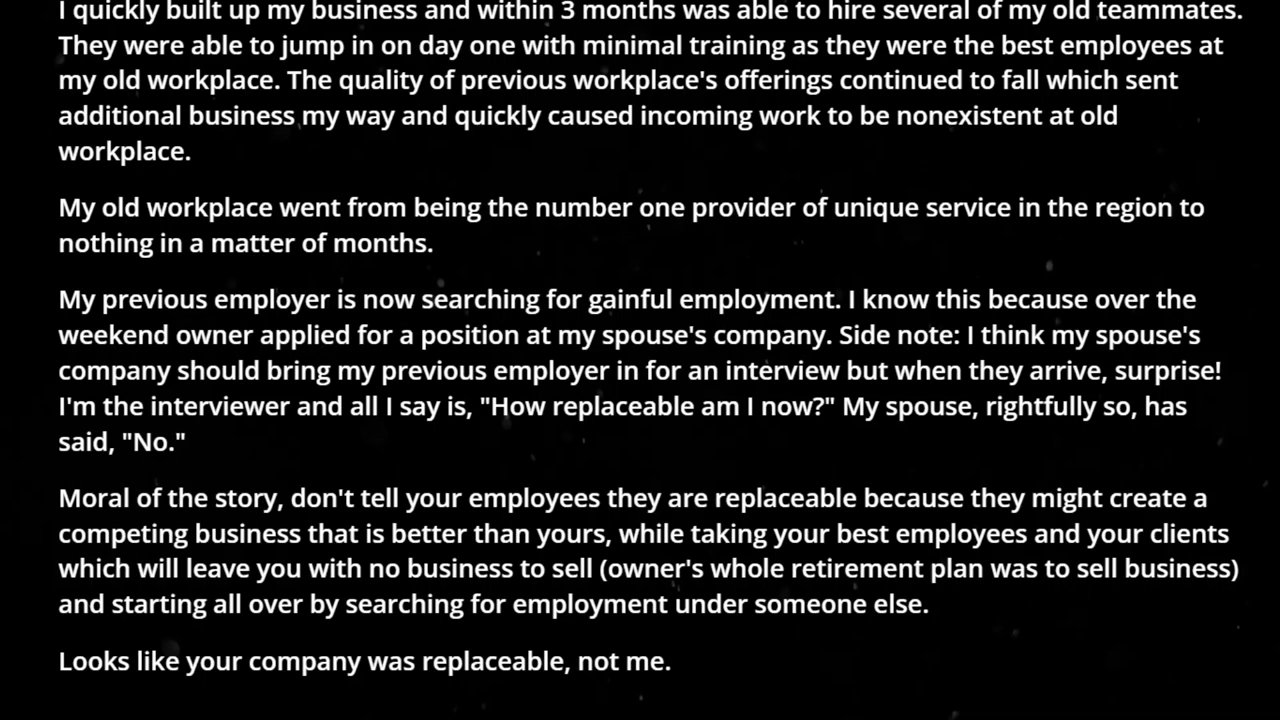 I quickly built up my business and within 3 months was able to hire several of my old teammates.
They were able to jump in on day one with minimal training as they were the best employees at
my old workplace. The quality of previous workplace's offerings continued to fall which sent
additional business my way and quickly caused incoming work to be nonexistent at old
workplace.
My old workplace went from being the number one provider of unique service in the region to
nothing in a matter of months.
My previous employer is now searching for gainful employment. I know this because over the
weekend owner applied for a position at my spouse's company. Side note: I think my spouse's
company should bring my previous employer in for an interview but when they arrive, surprise!
I'm the interviewer and all I say is, "How replaceable am I now?" My spouse, rightfully so, has
said, "No."
Moral of the story, don't tell your employees they are replaceable because they might create a
competing business that is better than yours, while taking your best employees and your clients
which will leave you with no business to sell (owner's whole retirement plan was to sell business)
and starting all over by searching for employment under someone else.
Looks like your company was replaceable, not me.